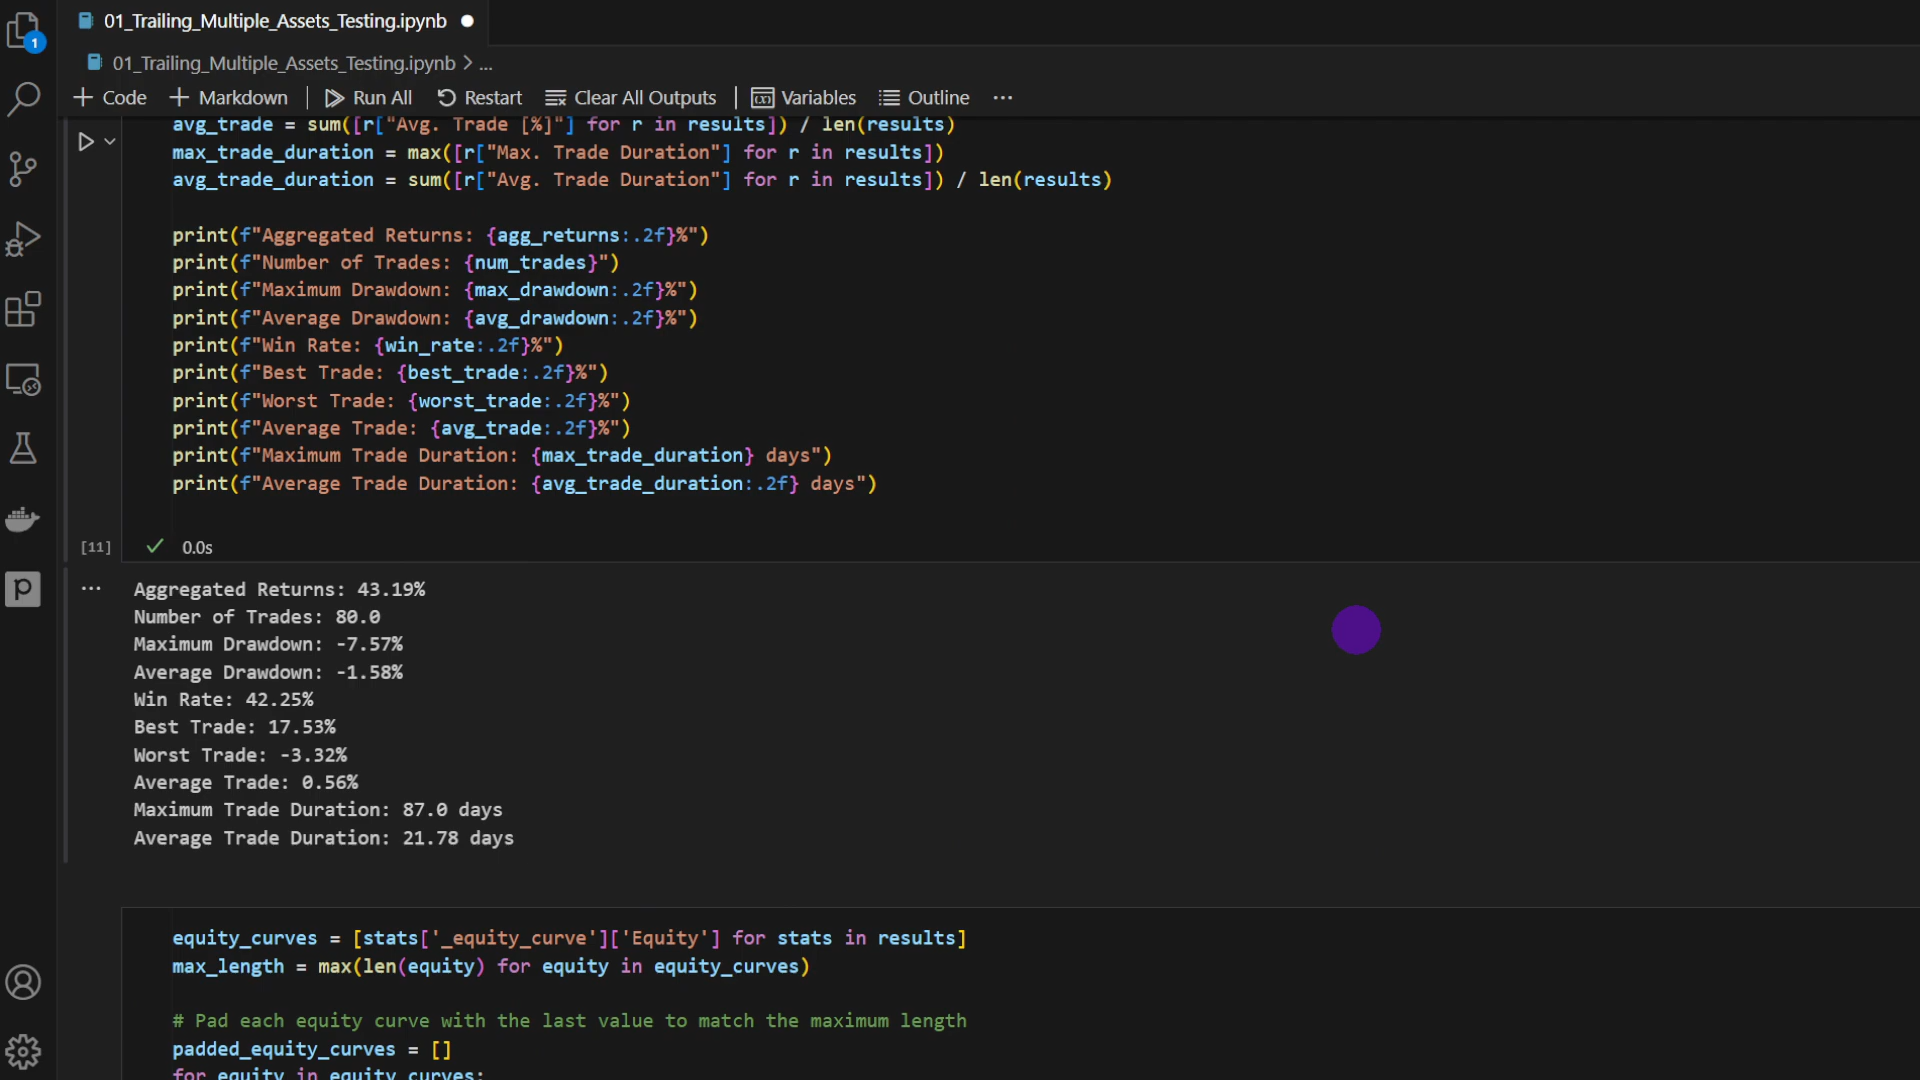 01_Trailing_Multiple_Assets_Testing.ipynb
1
01_Trailing_Multiple_Assets_Testing.ipynb > ...
+ Code + Markdown | Run All Restart Clear All Outputs | Variables Outline ...
avg_trade = sum([r["Avg. Trade [%]"] for r in results]) / len(results)
max_trade_duration = max([r["Max. Trade Duration"] for r in results])
avg_trade_duration = sum([r["Avg. Trade Duration"] for r in results]) / len(results)
print(f"Aggregated Returns: {agg_returns:.2f}%")
print(f"Number of Trades: {num_trades}")
print(f"Maximum Drawdown: {max_drawdown:.2f}%")
print(f"Average Drawdown: {avg_drawdown:.2f}%")
print(f"Win Rate: {win_rate:.2f}%")
print(f"Best Trade: {best_trade:.2f}%")
print(f"Worst Trade: {worst_trade:.2f}%")
print(f"Average Trade: {avg_trade:.2f}%")
print(f"Maximum Trade Duration: {max_trade_duration} days")
print(f"Average Trade Duration: {avg_trade_duration:.2f} days")
[11] 0.0s
... Aggregated Returns: 43.19%
Number of Trades: 80.0
Maximum Drawdown: -7.57%
Average Drawdown: -1.58%
Win Rate: 42.25%
Best Trade: 17.53%
Worst Trade: -3.32%
Average Trade: 0.56%
Maximum Trade Duration: 87.0 days
Average Trade Duration: 21.78 days
equity_curves = [stats['_equity_curve']['Equity'] for stats in results]
max_length = max(len(equity) for equity in equity_curves)
# Pad each equity curve with the last value to match the maximum length
padded_equity_curves = []
for equity in equity_curves: